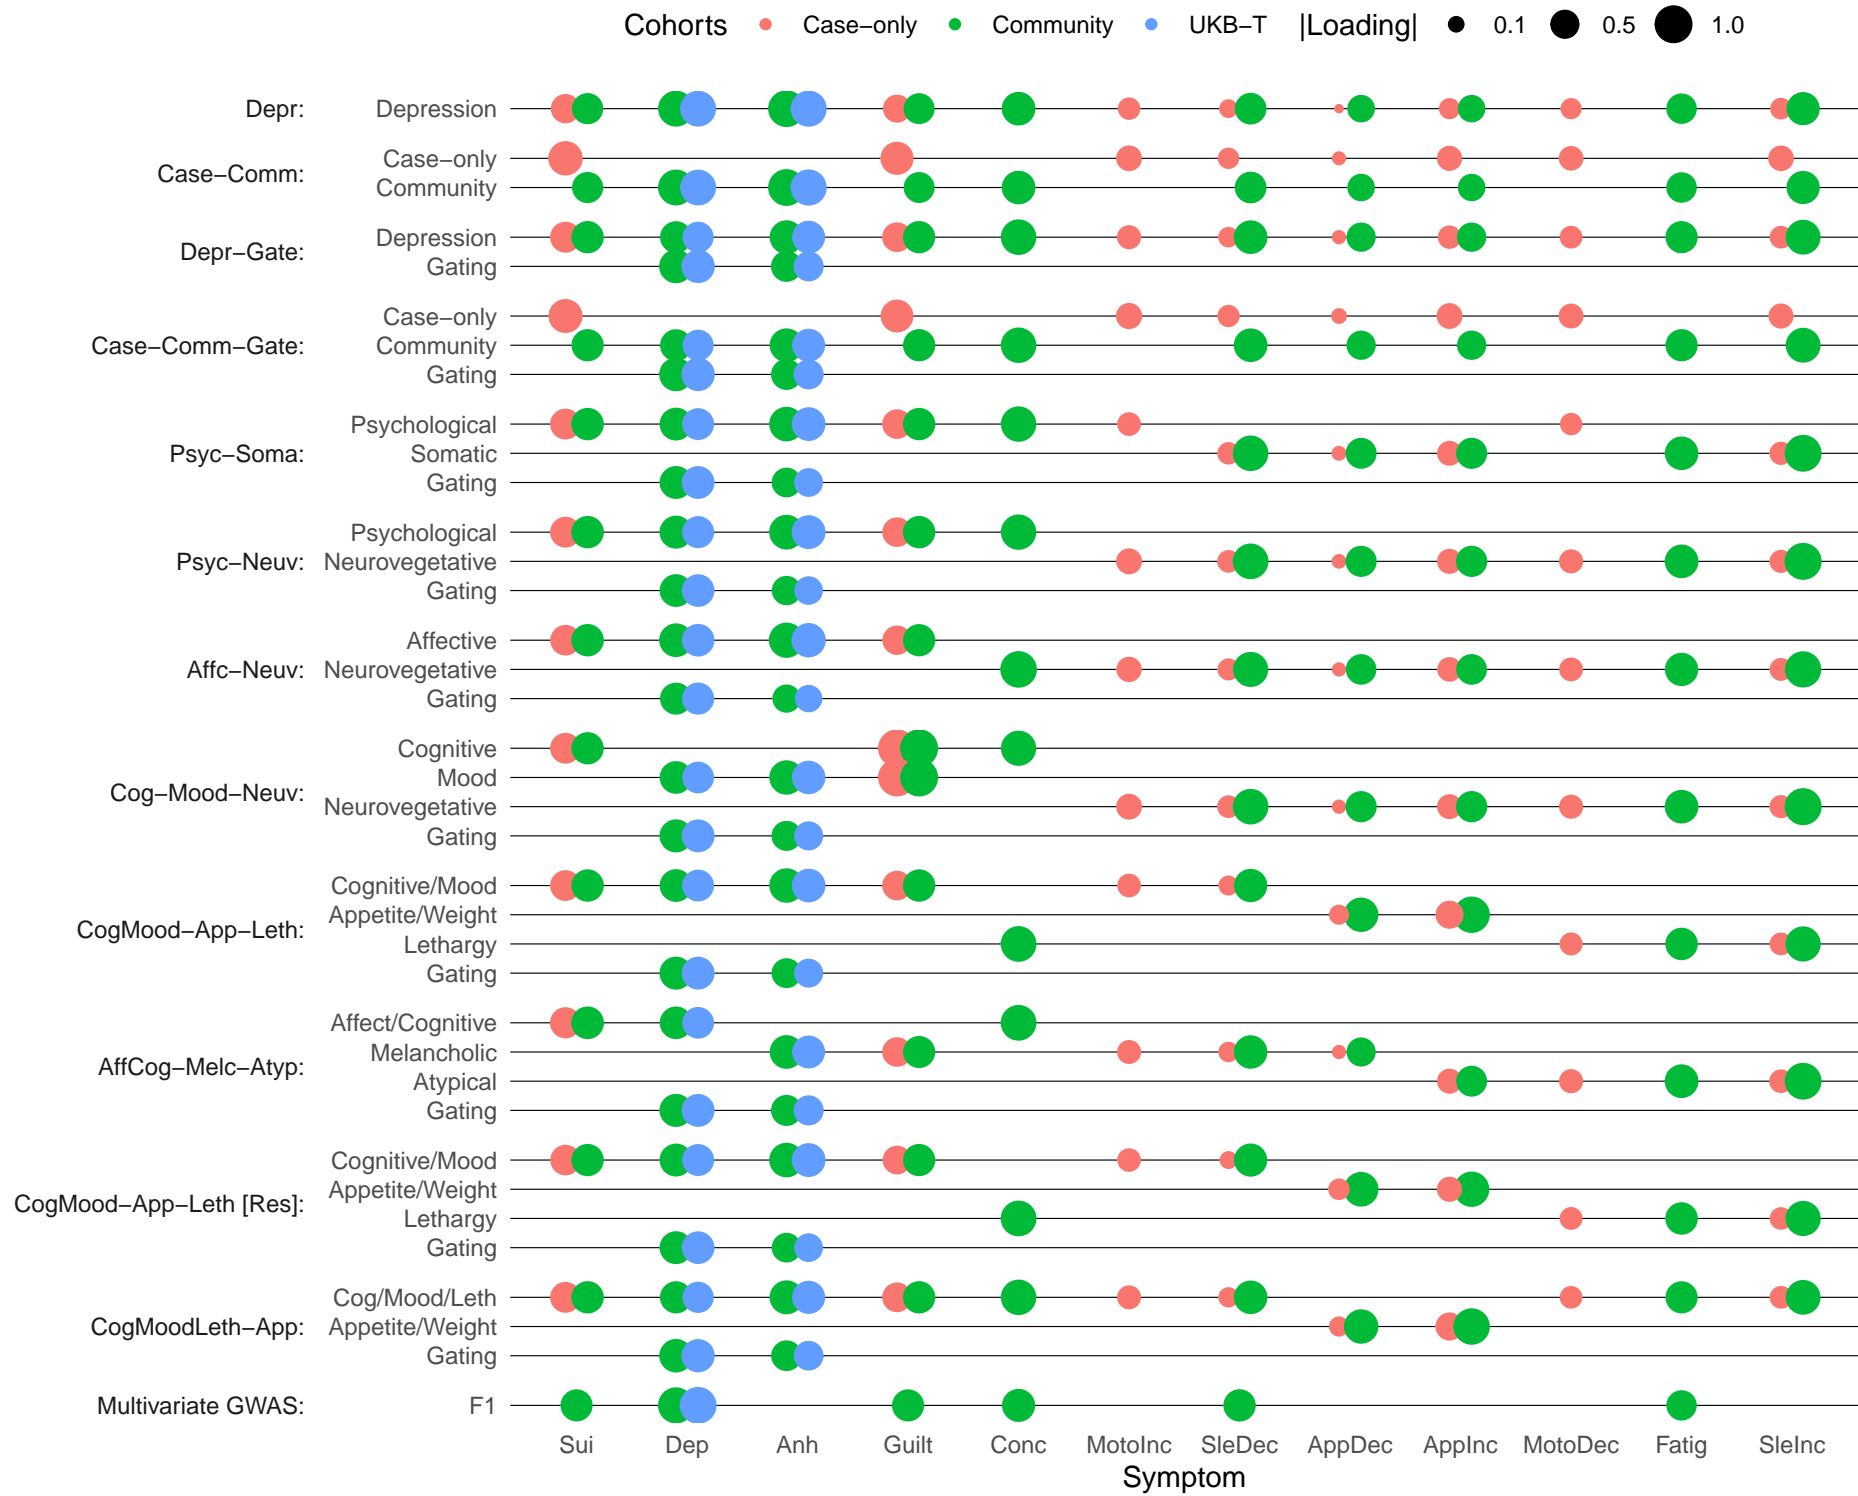 Cohorts Case−only Community UKB−T |Loading| 0.1 0.5 1.0
Depr: Depression
Case−Comm: Case−only
Community
Depr−Gate: Depression
Gating
Case−Comm−Gate: Case−only
Community
Gating
Psyc−Soma: Psychological
Somatic
Gating
Psyc−Neuv: Psychological
Neurovegetative
Gating
Affc−Neuv: Affective
Neurovegetative
Gating
Cog−Mood−Neuv: Cognitive
Mood
Neurovegetative
Gating
CogMood−App−Leth: Cognitive/Mood
Appetite/Weight
Lethargy
Gating
AffCog−Melc−Atyp: Affect/Cognitive
Melancholic
Atypical
Gating
CogMood−App−Leth [Res]: Cognitive/Mood
Appetite/Weight
Lethargy
Gating
CogMoodLeth−App: Cog/Mood/Leth
Appetite/Weight
Gating
Multivariate GWAS: F1
Sui Dep Anh Guilt Conc MotoInc SleDec AppDec AppInc MotoDec Fatig SleInc
Symptom